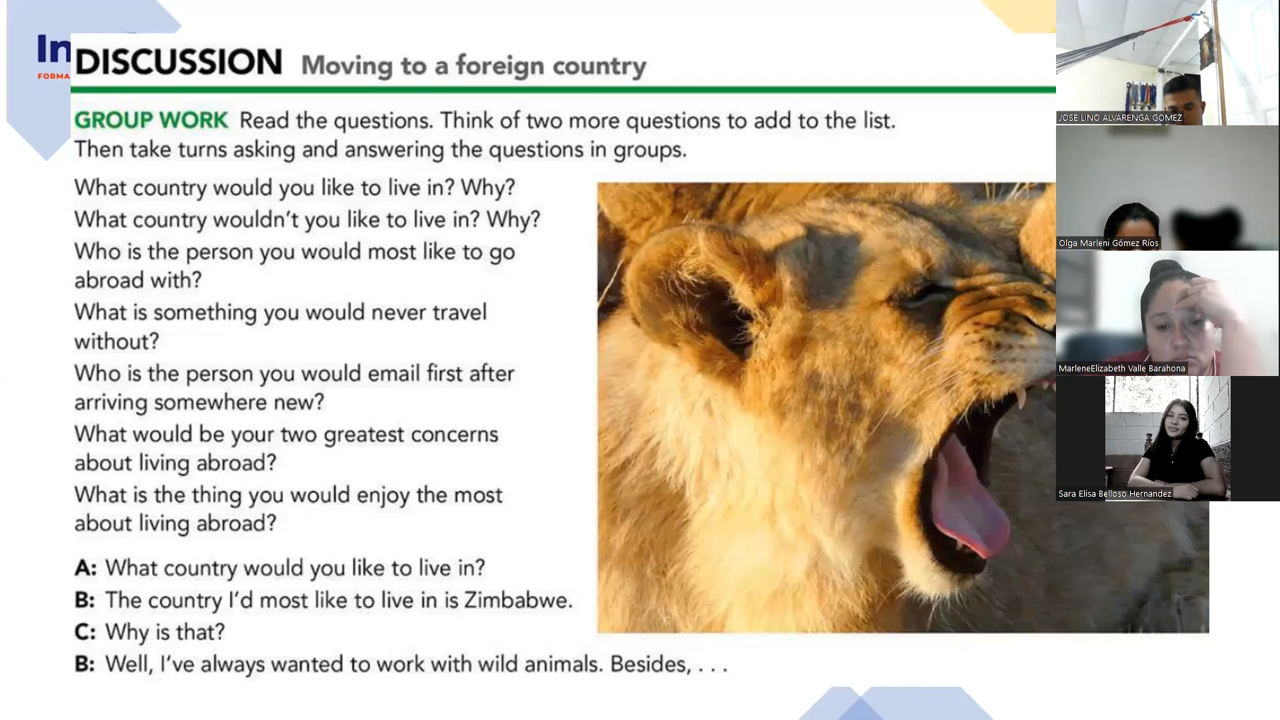 In
FORMA
DISCUSSION Moving to a foreign country
GROUP WORK Read the questions. Think of two more questions to add to the list.
Then take turns asking and answering the questions in groups.
What country would you like to live in? Why?
What country wouldn't you like to live in? Why?
Who is the person you would most like to go
abroad with?
What is something you would never travel
without?
Who is the person you would email first after
arriving somewhere new?
What would be your two greatest concerns
about living abroad?
What is the thing you would enjoy the most
about living abroad?
A: What country would you like to live in?
B: The country I'd most like to live in is Zimbabwe.
C: Why is that?
B: Well, I've always wanted to work with wild animals. Besides, . . .
JOSE LINO ALVARENGA GOMEZ
Olga Marleni Gómez Ríos
MarleneElizabeth Valle Barahona
Sara Elisa Belloso Hernandez